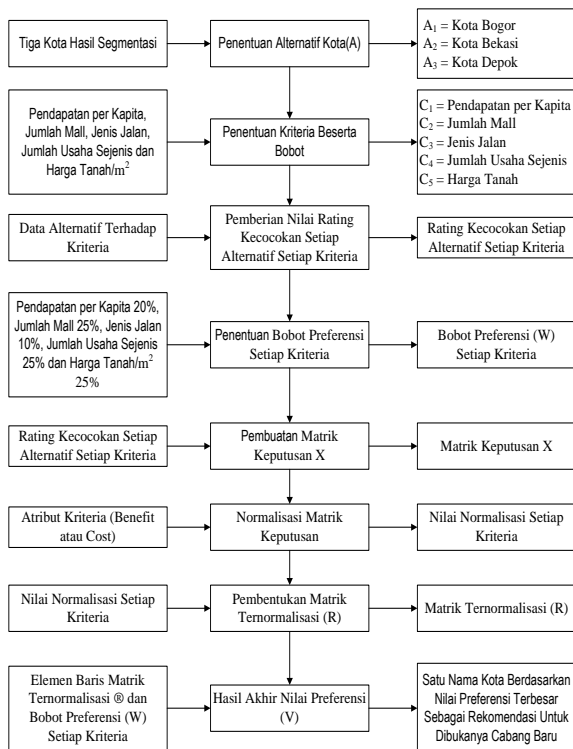 Tiga Kota Hasil Segmentasi
Penentuan Alternatif Kota(A)
A₁ = Kota Bogor
A₂ = Kota Bekasi
A₃ = Kota Depok
Pendapatan per Kapita,
Jumlah Mall, Jenis Jalan,
Jumlah Usaha Sejenis dan
Harga Tanah/m²
Penentuan Kriteria Beserta
Bobot
C₁ = Pendapatan per Kapita
C₂ = Jumlah Mall
C₃ = Jenis Jalan
C₄ = Jumlah Usaha Sejenis
C₅ = Harga Tanah
Data Alternatif Terhadap
Kriteria
Pemberian Nilai Rating
Kecocokan Setiap
Alternatif Setiap Kriteria
Rating Kecocokan Setiap
Alternatif Setiap Kriteria
Pendapatan per Kapita 20%,
Jumlah Mall 25%, Jenis Jalan
10%, Jumlah Usaha Sejenis
25% dan Harga Tanah/m²
25%
Penentuan Bobot Preferensi
Setiap Kriteria
Bobot Preferensi (W)
Setiap Kriteria
Rating Kecocokan Setiap
Alternatif Setiap Kriteria
Pembuatan Matrik
Keputusan X
Matrik Keputusan X
Atribut Kriteria (Benefit
atau Cost)
Normalisasi Matrik
Keputusan
Nilai Normalisasi Setiap
Kriteria
Nilai Normalisasi Setiap
Kriteria
Pembentukan Matrik
Ternormalisasi (R)
Matrik Ternormalisasi (R)
Elemen Baris Matrik
Ternormalisasi ® dan
Bobot Preferensi (W)
Setiap Kriteria
Hasil Akhir Nilai Preferensi
(V)
Satu Nama Kota Berdasarkan
Nilai Preferensi Terbesar
Sebagai Rekomendasi Untuk
Dibukanya Cabang Baru